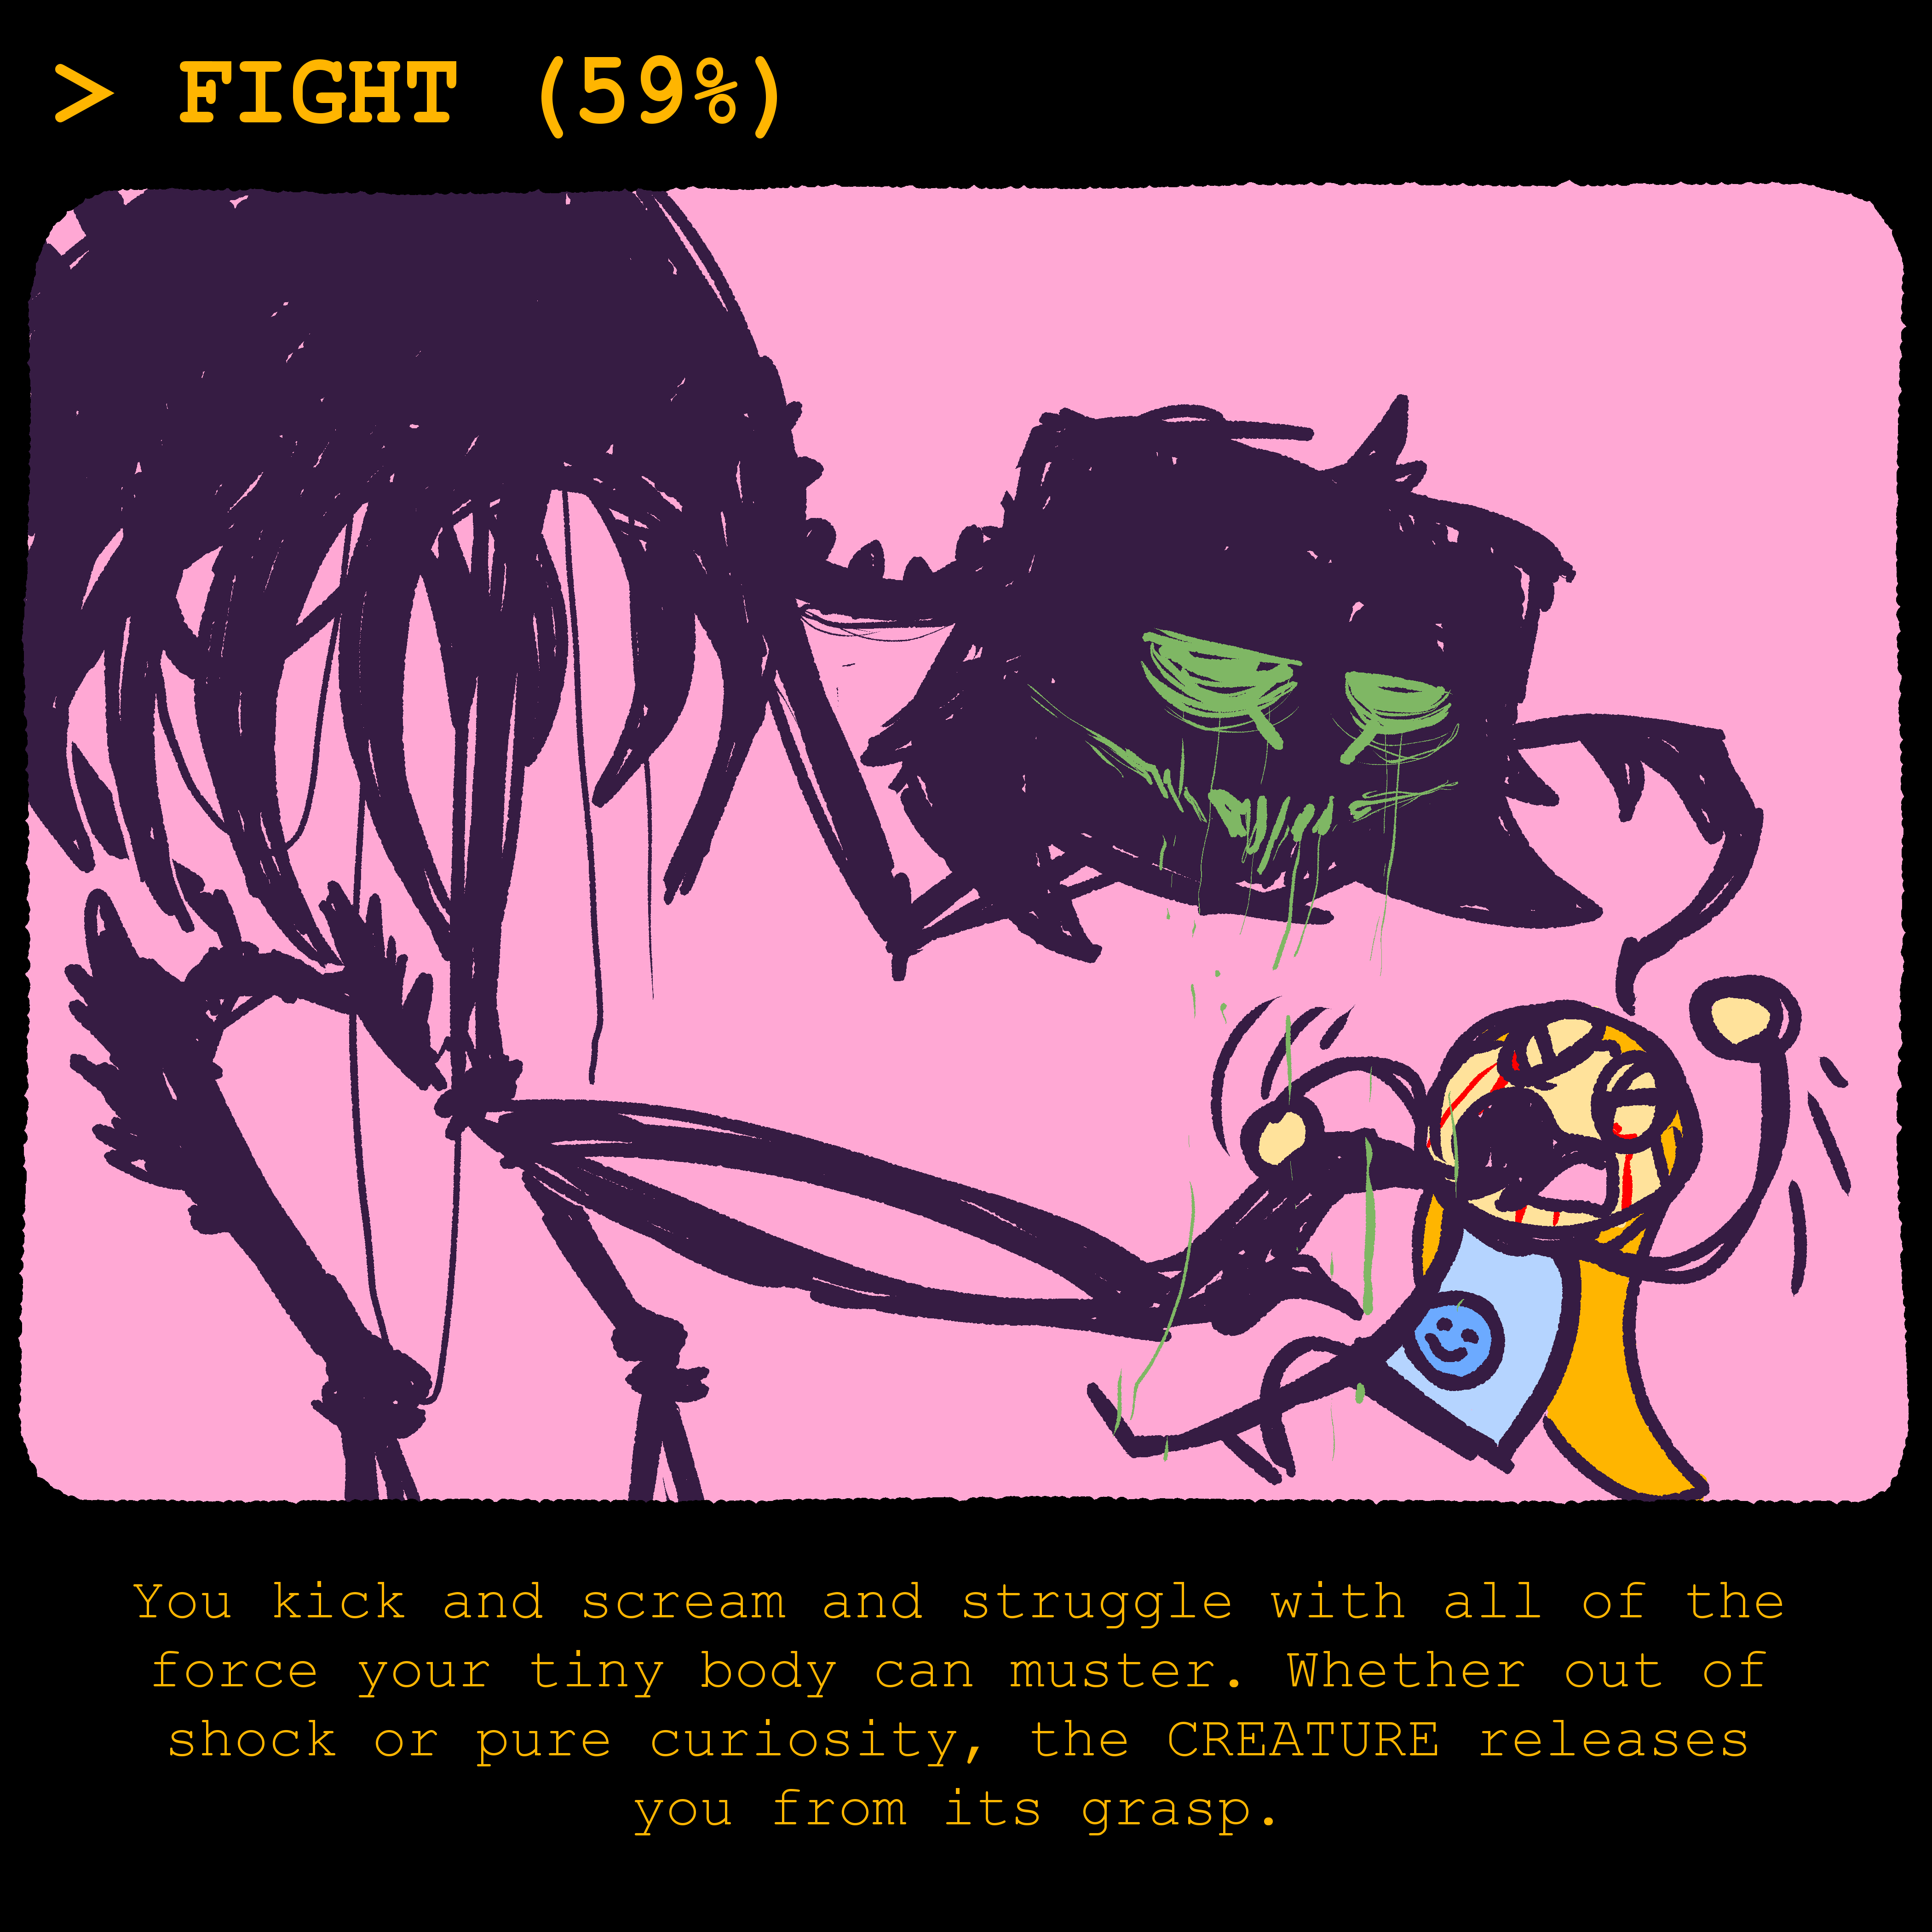 > FIGHT (59%)
You kick and scream and struggle with all of the
force your tiny body can muster. Whether out of
shock or pure curiosity, the CREATURE releases
you from its grasp.